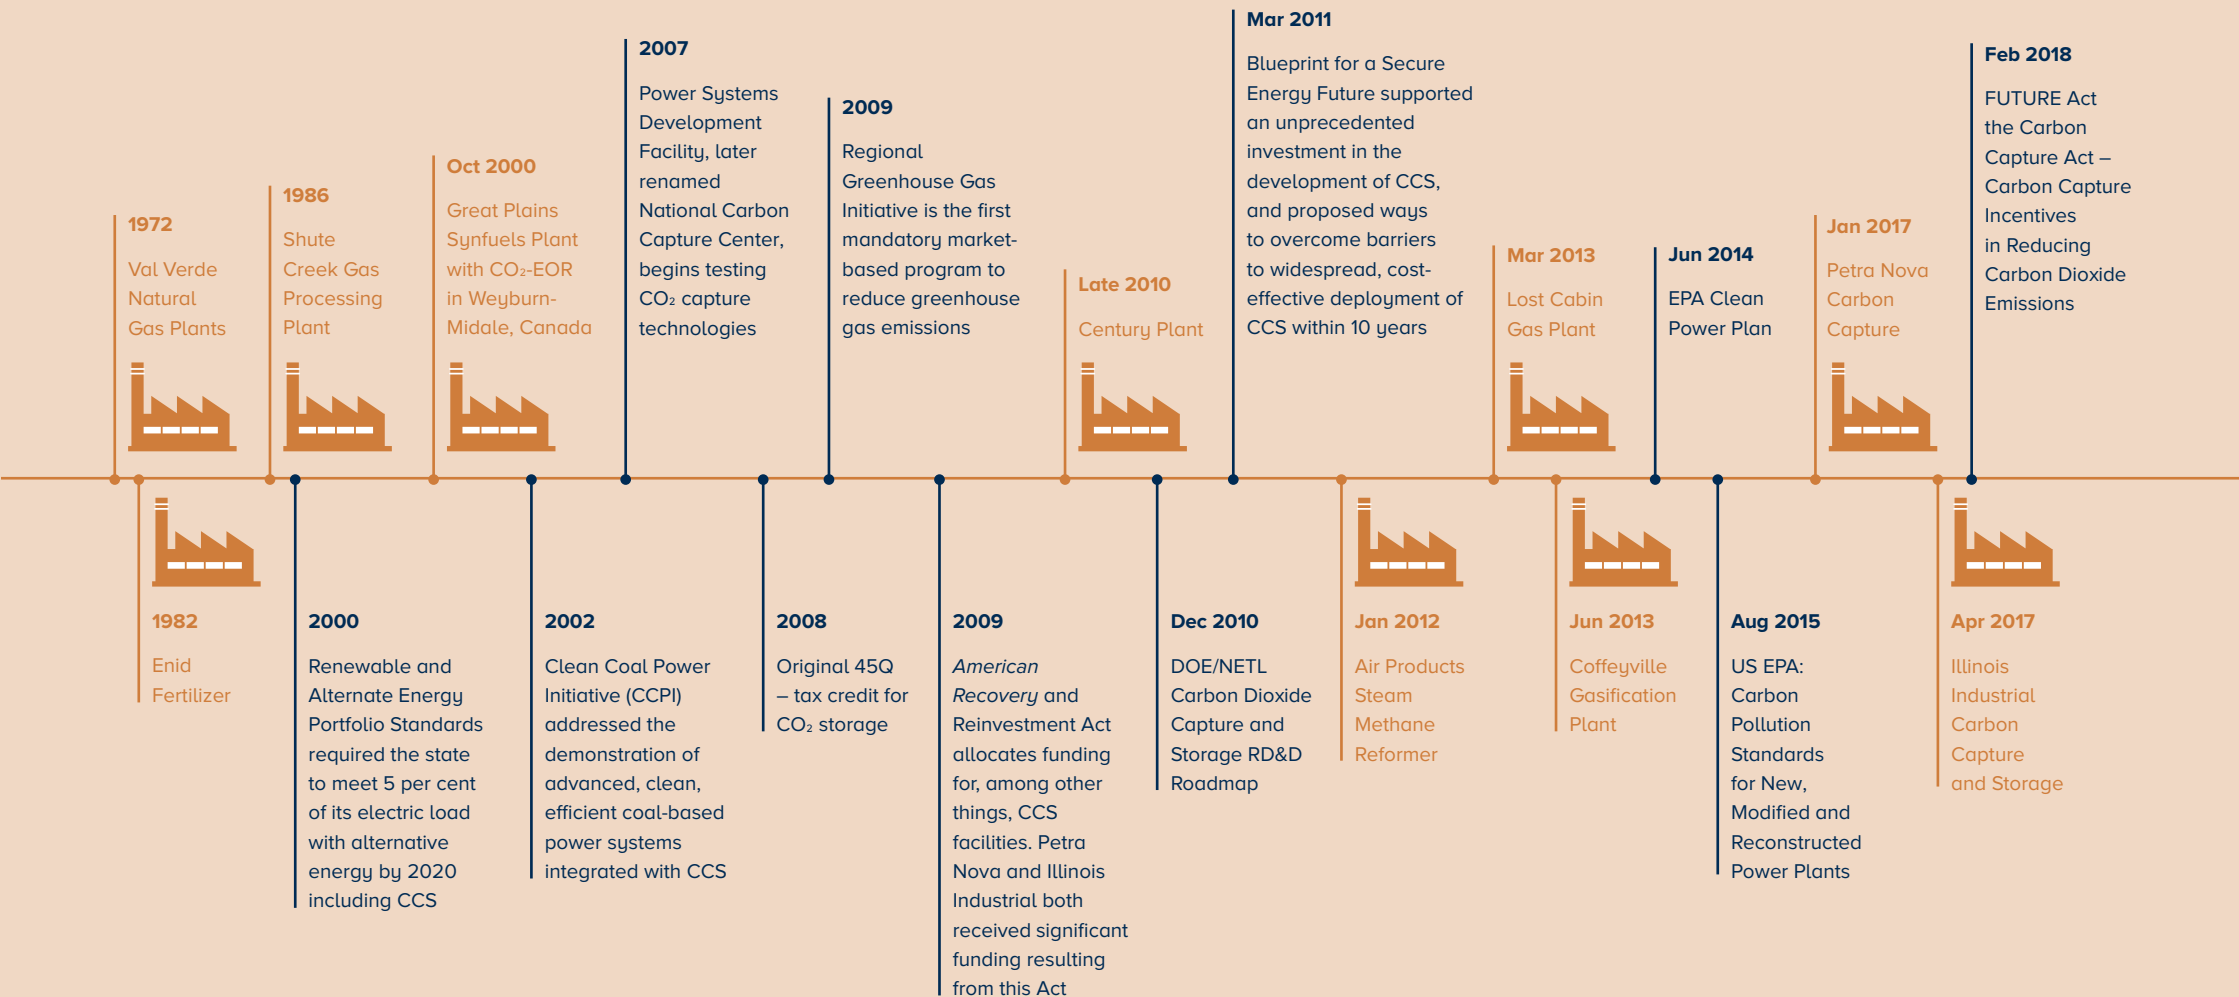 1972
Val Verde
Natural
Gas Plants
1986
Shute
Creek Gas
Processing
Plant
Oct 2000
Great Plains
Synfuels Plant
with CO₂-EOR
in Weyburn-
Midale, Canada
2007
Power Systems
Development
Facility, later
renamed
National Carbon
Capture Center,
begins testing
CO₂ capture
technologies
2009
Regional
Greenhouse Gas
Initiative is the first
mandatory market-
based program to
reduce greenhouse
gas emissions
Late 2010
Century Plant
Mar 2011
Blueprint for a Secure
Energy Future supported
an unprecedented
investment in the
development of CCS,
and proposed ways
to overcome barriers
to widespread, cost-
effective deployment of
CCS within 10 years
Mar 2013
Lost Cabin
Gas Plant
Jun 2014
EPA Clean
Power Plan
Jan 2017
Petra Nova
Carbon
Capture
Feb 2018
FUTURE Act
the Carbon
Capture Act –
Carbon Capture
Incentives
in Reducing
Carbon Dioxide
Emissions
1982
Enid
Fertilizer
2000
Renewable and
Alternate Energy
Portfolio Standards
required the state
to meet 5 per cent
of its electric load
with alternative
energy by 2020
including CCS
2002
Clean Coal Power
Initiative (CCPI)
addressed the
demonstration of
advanced, clean,
efficient coal-based
power systems
integrated with CCS
2008
Original 45Q
– tax credit for
CO₂ storage
2009
American
Recovery and
Reinvestment Act
allocates funding
for, among other
things, CCS
facilities. Petra
Nova and Illinois
Industrial both
received significant
funding resulting
from this Act
Dec 2010
DOE/NETL
Carbon Dioxide
Capture and
Storage RD&D
Roadmap
Jan 2012
Air Products
Steam
Methane
Reformer
Jun 2013
Coffeyville
Gasification
Plant
Aug 2015
US EPA:
Carbon
Pollution
Standards
for New,
Modified and
Reconstructed
Power Plants
Apr 2017
Illinois
Industrial
Carbon
Capture
and Storage